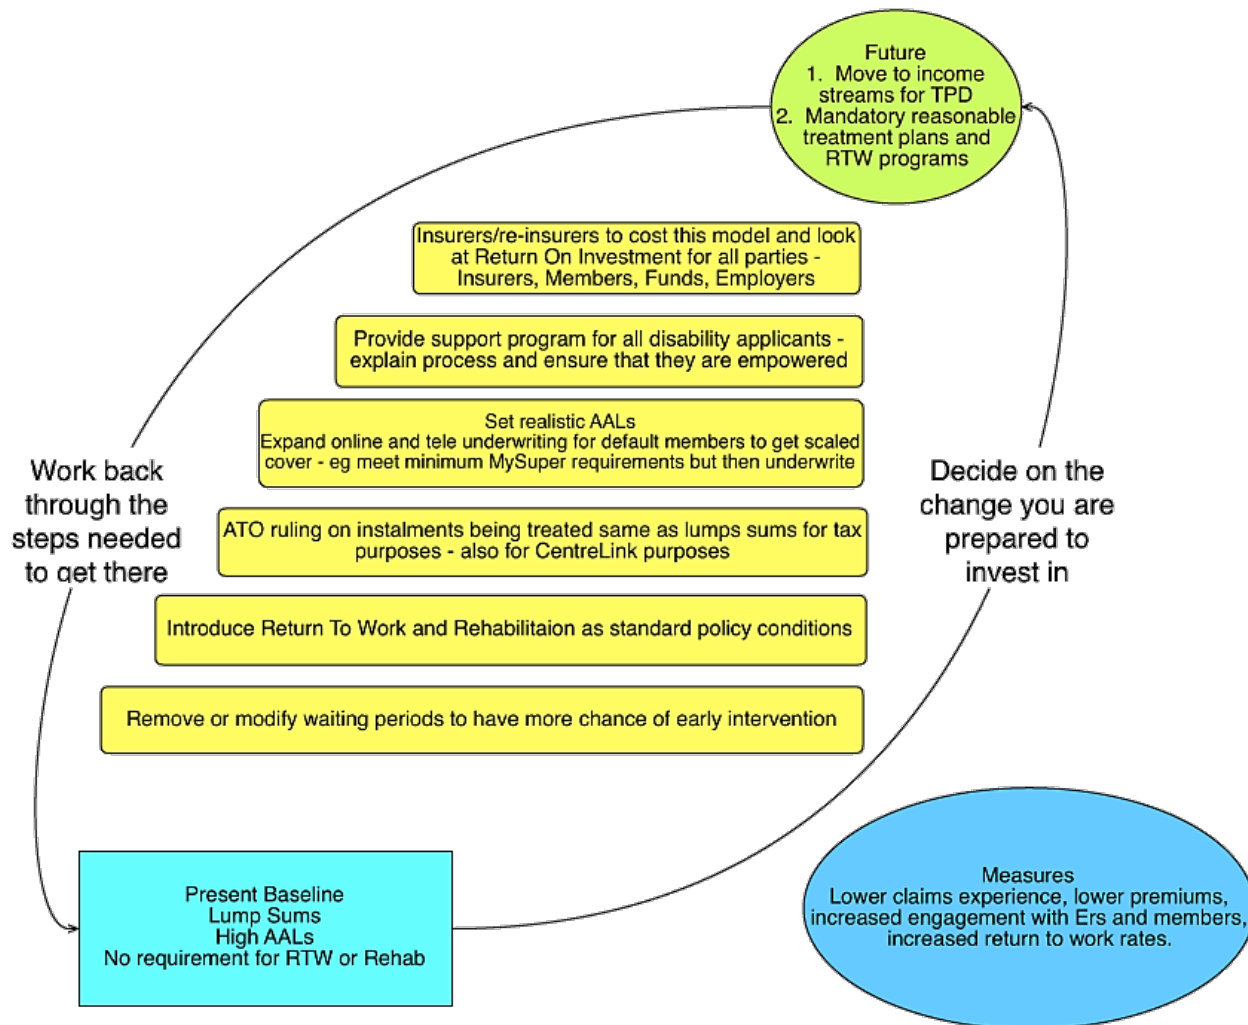 Future
1. Move to income
streams for TPD
2. Mandatory reasonable
treatment plans and
RTW programs
Insurers/re-insurers to cost this model and look
at Return On Investment for all parties -
Insurers, Members, Funds, Employers
Provide support program for all disability applicants -
explain process and ensure that they are empowered
Set realistic AALs
Expand online and tele underwriting for default members to get scaled
cover - eg meet minimum MySuper requirements but then underwrite
Work back
through the
steps needed
to get there
Decide on the
change you are
prepared to
invest in
ATO ruling on instalments being treated same as lumps sums for tax
purposes - also for CentreLink purposes
Introduce Return To Work and Rehabilitaion as standard policy conditions
Remove or modify waiting periods to have more chance of early intervention
Present Baseline
Lump Sums
High AALs
No requirement for RTW or Rehab
Measures
Lower claims experience, lower premiums,
increased engagement with Ers and members,
increased return to work rates.